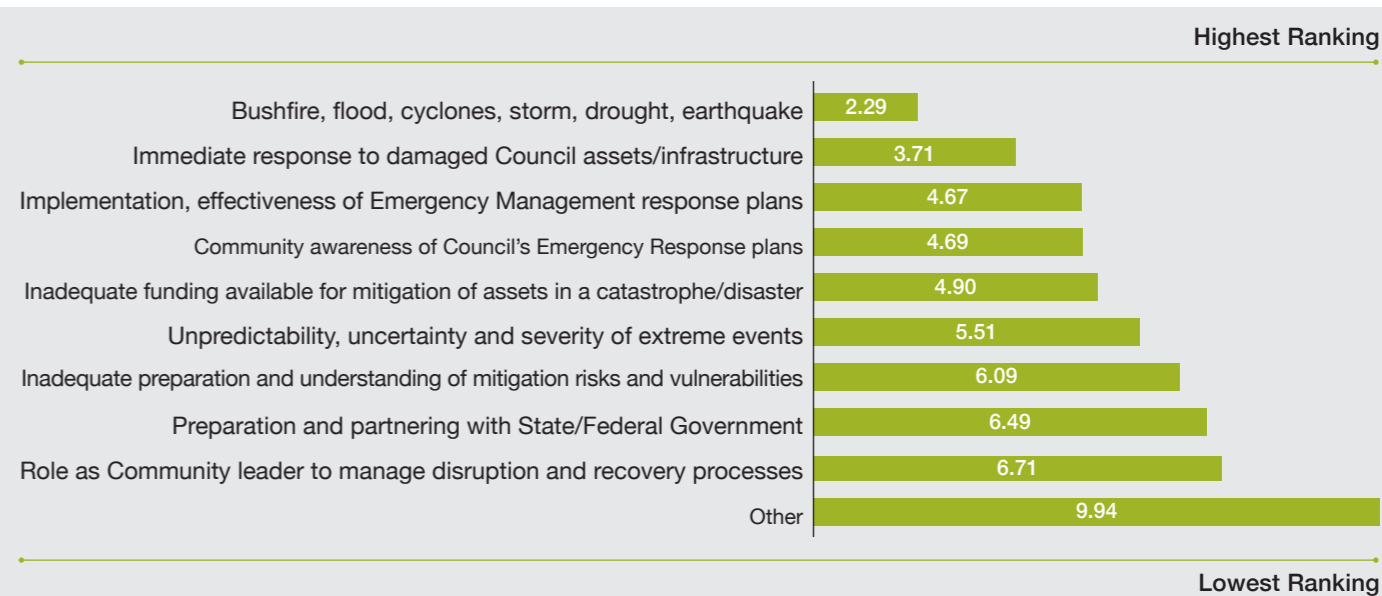 Highest Ranking
Bushfire, flood, cyclones, storm, drought, earthquake 2.29
Immediate response to damaged Council assets/infrastructure 3.71
Implementation, effectiveness of Emergency Management response plans 4.67
Community awareness of Council’s Emergency Response plans 4.69
Inadequate funding available for mitigation of assets in a catastrophe/disaster 4.90
Unpredictability, uncertainty and severity of extreme events 5.51
Inadequate preparation and understanding of mitigation risks and vulnerabilities 6.09
Preparation and partnering with State/Federal Government 6.49
Role as Community leader to manage disruption and recovery processes 6.71
Other 9.94
Lowest Ranking